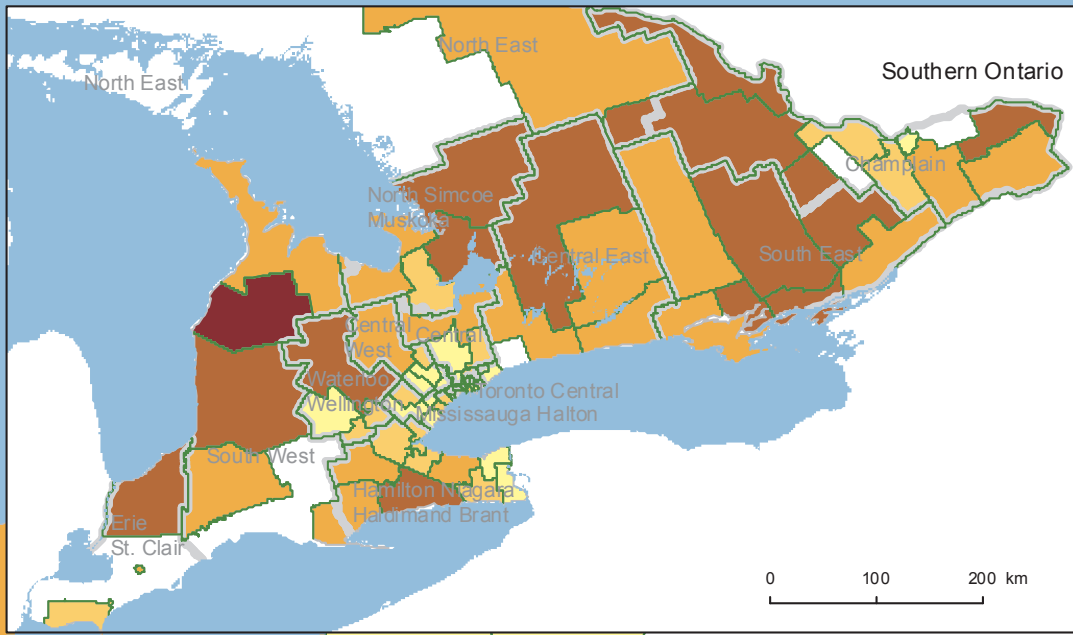 North East
Southern Ontario
North East
Champlain
North Simcoe
Muskoka
Central East
South East
Central
West
Central
Waterloo
Wellington
Toronto Central
Mississauga Halton
South West
Hamilton Niagara
Haldimand Brant
Erie
St. Clair
0 100 200 km